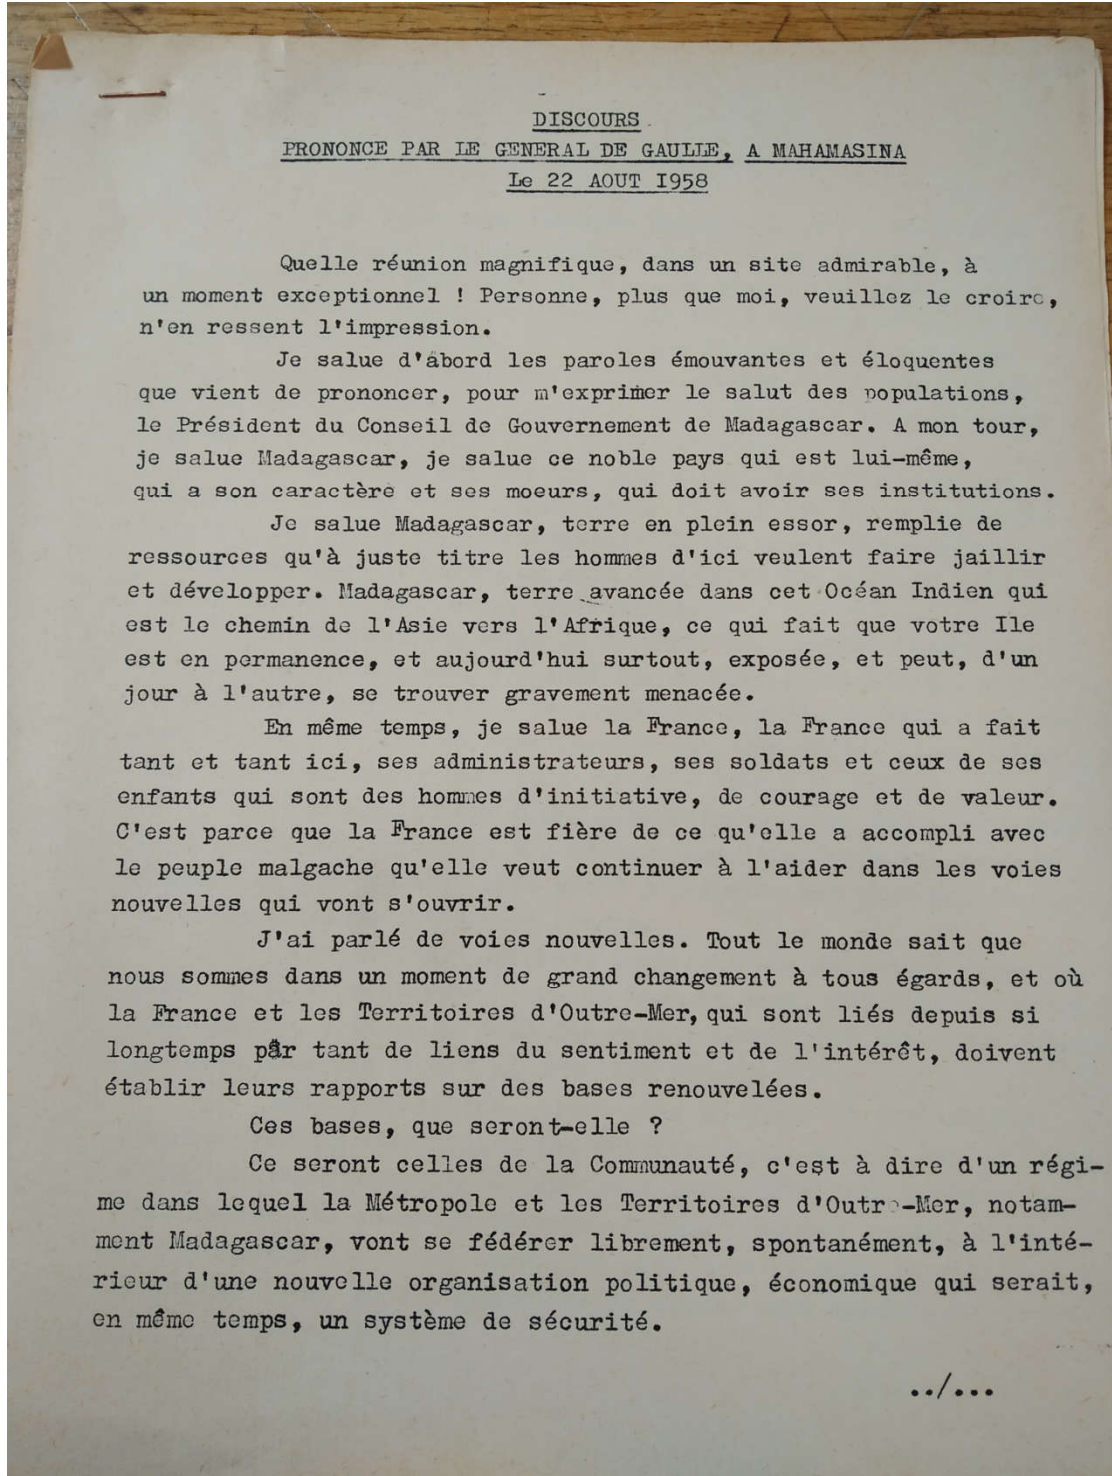 DISCOURS
PRONONCE PAR LE GENERAL DE GAULLE, A MAHAMASINA
Le 22 AOUT I958
Quelle réunion magnifique, dans un site admirable, à
un moment exceptionnel ! Personne, plus que moi, veuillez le croire,
n'en ressent l'impression.
Je salue d'abord les paroles émouvantes et éloquentes
que vient de prononcer, pour m'exprimer le salut des populations,
le Président du Conseil de Gouvernement de Madagascar. A mon tour,
je salue Madagascar, je salue ce noble pays qui est lui-même,
qui a son caractère et ses moeurs, qui doit avoir ses institutions.
Je salue Madagascar, terre en plein essor, remplie de
ressources qu'à juste titre les hommes d'ici veulent faire jaillir
et développer. Madagascar, terre avancée dans cet Océan Indien qui
est le chemin de l'Asie vers l'Afrique, ce qui fait que votre Ile
est en permanence, et aujourd'hui surtout, exposée, et peut, d'un
jour à l'autre, se trouver gravement menacée.
En même temps, je salue la France, la France qui a fait
tant et tant ici, ses administrateurs, ses soldats et ceux de ses
enfants qui sont des hommes d'initiative, de courage et de valeur.
C'est parce que la France est fière de ce qu'elle a accompli avec
le peuple malgache qu'elle veut continuer à l'aider dans les voies
nouvelles qui vont s'ouvrir.
J'ai parlé de voies nouvelles. Tout le monde sait que
nous sommes dans un moment de grand changement à tous égards, et où
la France et les Territoires d'Outre-Mer, qui sont liés depuis si
longtemps par tant de liens du sentiment et de l'intérêt, doivent
établir leurs rapports sur des bases renouvelées.
Ces bases, que seront-elle ?
Ce seront celles de la Communauté, c'est à dire d'un régi-
me dans lequel la Métropole et les Territoires d'Outre-Mer, notam-
ment Madagascar, vont se fédérer librement, spontanément, à l'inté-
rieur d'une nouvelle organisation politique, économique qui serait,
en même temps, un système de sécurité.
../...